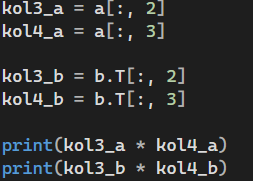 kol3_a = a[:, 2]
kol4_a = a[:, 3]
kol3_b = b.T[:, 2]
kol4_b = b.T[:, 3]
print(kol3_a * kol4_a)
print(kol3_b * kol4_b)